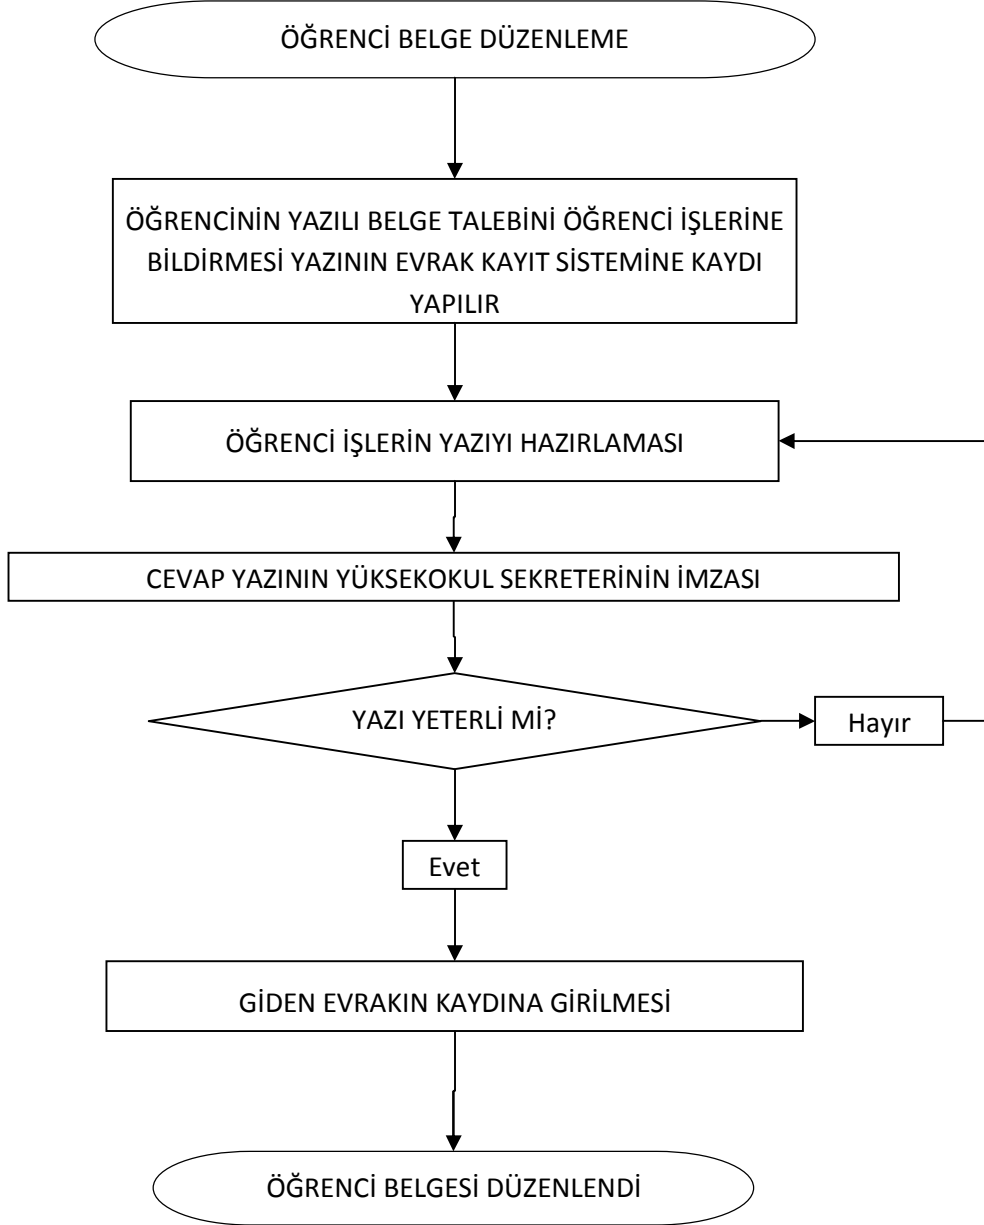 ÖĞRENCİ BELGE DÜZENLEME
ÖĞRENCİNİN YAZILI BELGE TALEBİNİ ÖĞRENCİ İŞLERİNE
BİLDİRMESİ YAZININ EVRAK KAYIT SİSTEMİNE KAYDI
YAPILIR
ÖĞRENCİ İŞLERİN YAZIYI HAZIRLAMASI
CEVAP YAZININ YÜKSEKOKUL SEKRETERİNİN İMZASI
YAZI YETERLİ Mİ?
Hayır
Evet
GİDEN EVRAKIN KAYDINA GİRİLMESİ
ÖĞRENCİ BELGESİ DÜZENLENDİ